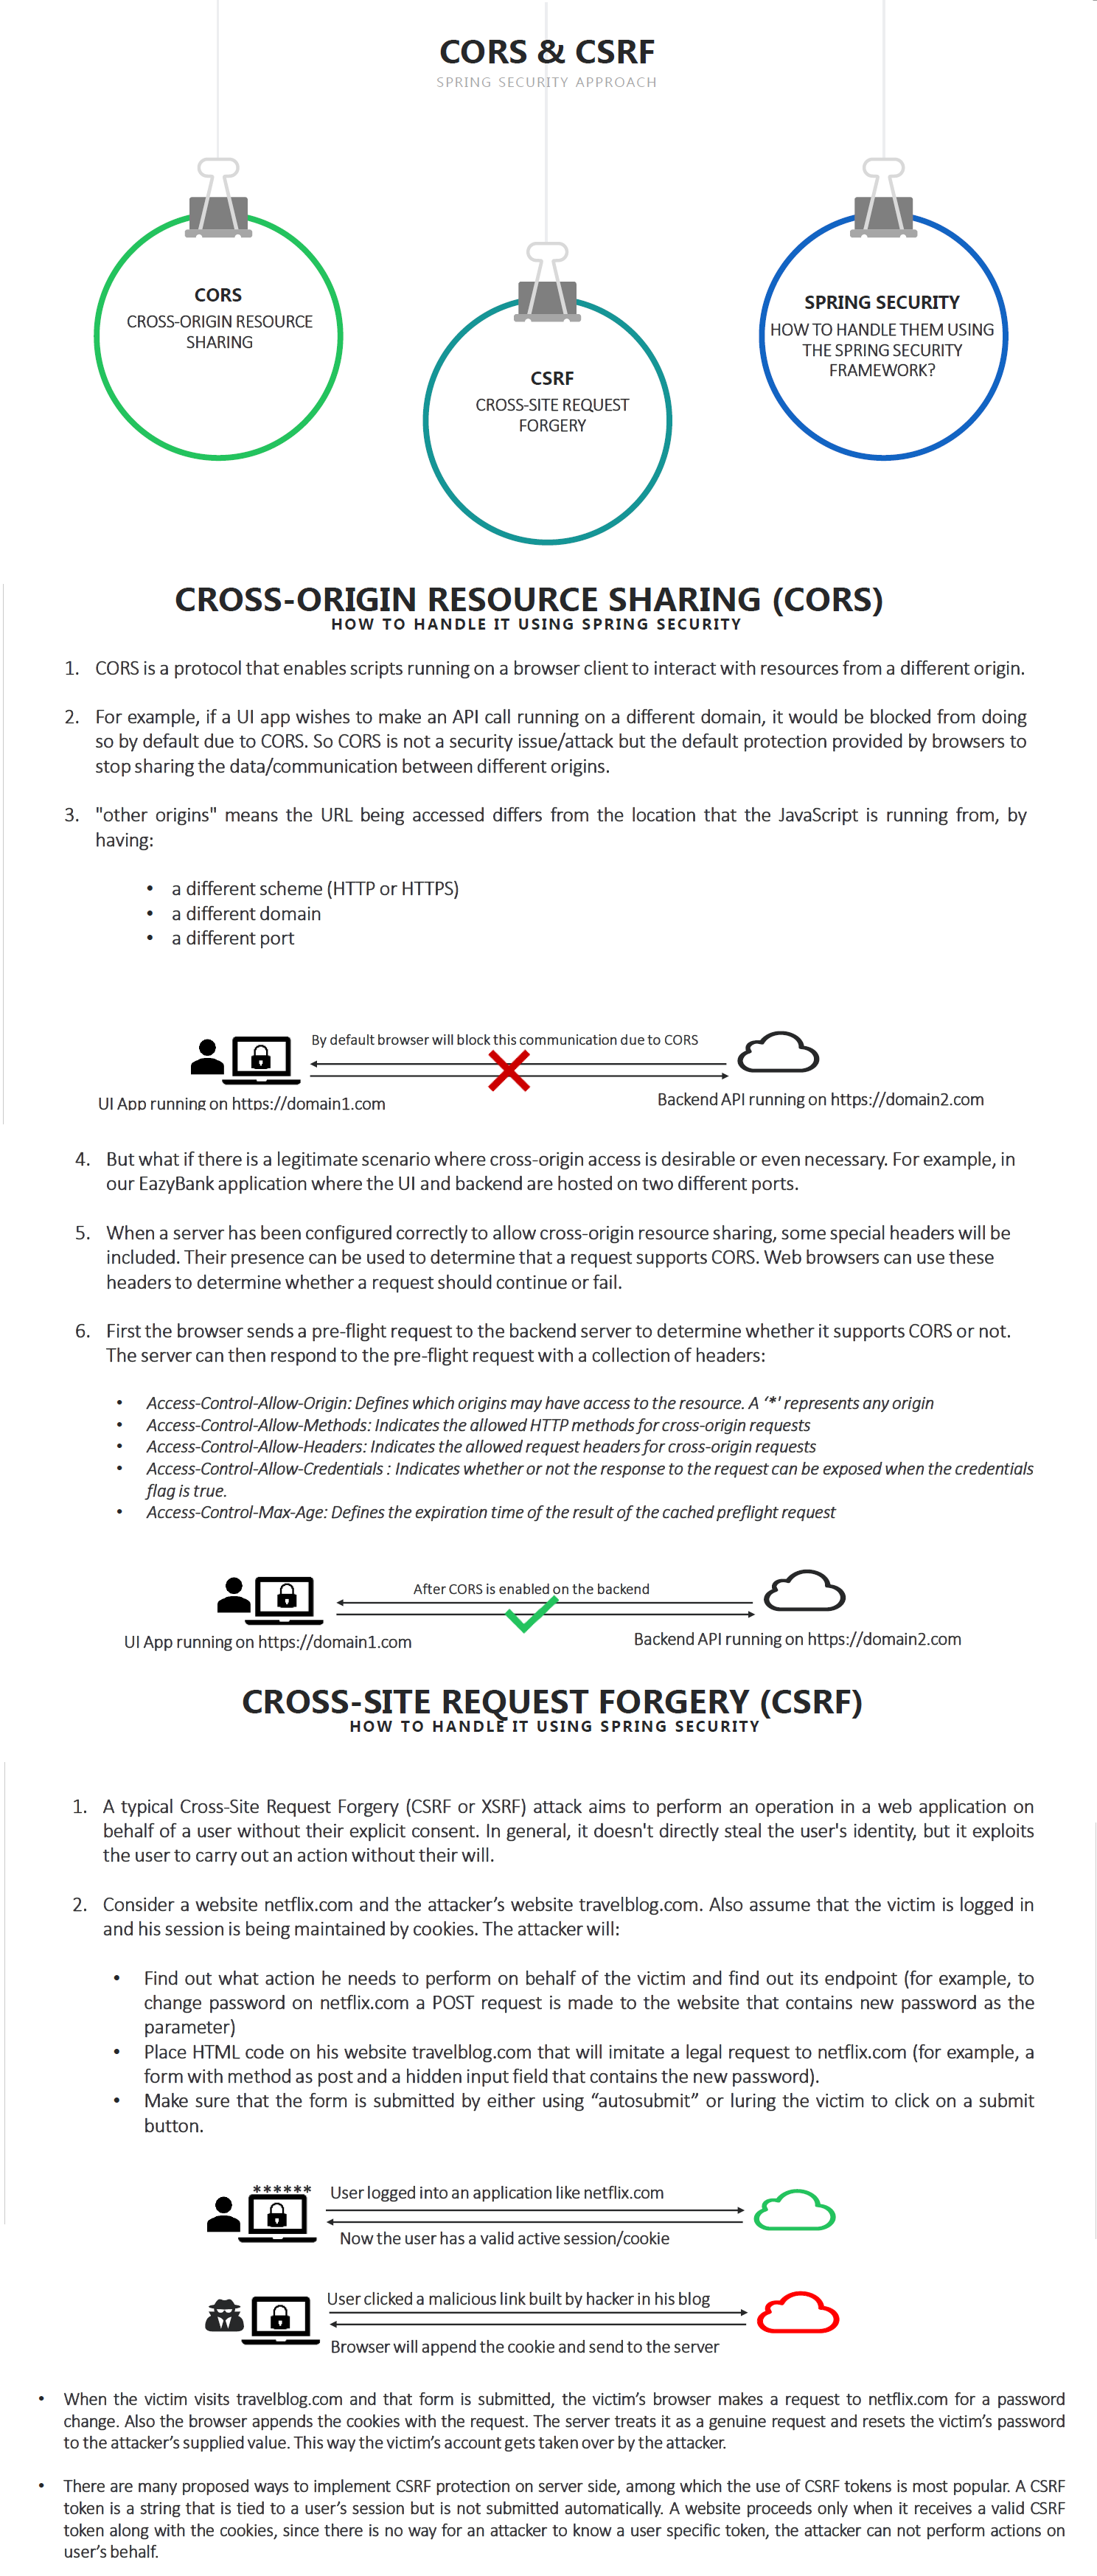 CORS & CSRF
SPRING SECURITY APPROACH
CORS
CROSS-ORIGIN RESOURCE
SHARING
CSRF
CROSS-SITE REQUEST
FORGERY
SPRING SECURITY
HOW TO HANDLE THEM USING
THE SPRING SECURITY
FRAMEWORK?
CROSS-ORIGIN RESOURCE SHARING (CORS)
HOW TO HANDLE IT USING SPRING SECURITY
1. CORS is a protocol that enables scripts running on a browser client to interact with resources from a different origin.
2. For example, if a UI app wishes to make an API call running on a different domain, it would be blocked from doing
so by default due to CORS. So CORS is not a security issue/attack but the default protection provided by browsers to
stop sharing the data/communication between different origins.
3. "other origins" means the URL being accessed differs from the location that the JavaScript is running from, by
having:
• a different scheme (HTTP or HTTPS)
• a different domain
• a different port
By default browser will block this communication due to CORS
UI App running on https://domain1.com
Backend API running on https://domain2.com
4. But what if there is a legitimate scenario where cross-origin access is desirable or even necessary. For example, in
our EazyBank application where the UI and backend are hosted on two different ports.
5. When a server has been configured correctly to allow cross-origin resource sharing, some special headers will be
included. Their presence can be used to determine that a request supports CORS. Web browsers can use these
headers to determine whether a request should continue or fail.
6. First the browser sends a pre-flight request to the backend server to determine whether it supports CORS or not.
The server can then respond to the pre-flight request with a collection of headers:
• Access-Control-Allow-Origin: Defines which origins may have access to the resource. A ‘*' represents any origin
• Access-Control-Allow-Methods: Indicates the allowed HTTP methods for cross-origin requests
• Access-Control-Allow-Headers: Indicates the allowed request headers for cross-origin requests
• Access-Control-Allow-Credentials : Indicates whether or not the response to the request can be exposed when the credentials
flag is true.
• Access-Control-Max-Age: Defines the expiration time of the result of the cached preflight request
After CORS is enabled on the backend
UI App running on https://domain1.com
Backend API running on https://domain2.com
CROSS-SITE REQUEST FORGERY (CSRF)
HOW TO HANDLE IT USING SPRING SECURITY
1. A typical Cross-Site Request Forgery (CSRF or XSRF) attack aims to perform an operation in a web application on
behalf of a user without their explicit consent. In general, it doesn't directly steal the user's identity, but it exploits
the user to carry out an action without their will.
2. Consider a website netflix.com and the attacker’s website travelblog.com. Also assume that the victim is logged in
and his session is being maintained by cookies. The attacker will:
• Find out what action he needs to perform on behalf of the victim and find out its endpoint (for example, to
change password on netflix.com a POST request is made to the website that contains new password as the
parameter)
• Place HTML code on his website travelblog.com that will imitate a legal request to netflix.com (for example, a
form with method as post and a hidden input field that contains the new password).
• Make sure that the form is submitted by either using “autosubmit” or luring the victim to click on a submit
button.
******
User logged into an application like netflix.com
Now the user has a valid active session/cookie
User clicked a malicious link built by hacker in his blog
Browser will append the cookie and send to the server
• When the victim visits travelblog.com and that form is submitted, the victim’s browser makes a request to netflix.com for a password
change. Also the browser appends the cookies with the request. The server treats it as a genuine request and resets the victim’s password
to the attacker’s supplied value. This way the victim’s account gets taken over by the attacker.
• There are many proposed ways to implement CSRF protection on server side, among which the use of CSRF tokens is most popular. A CSRF
token is a string that is tied to a user’s session but is not submitted automatically. A website proceeds only when it receives a valid CSRF
token along with the cookies, since there is no way for an attacker to know a user specific token, the attacker can not perform actions on
user’s behalf.